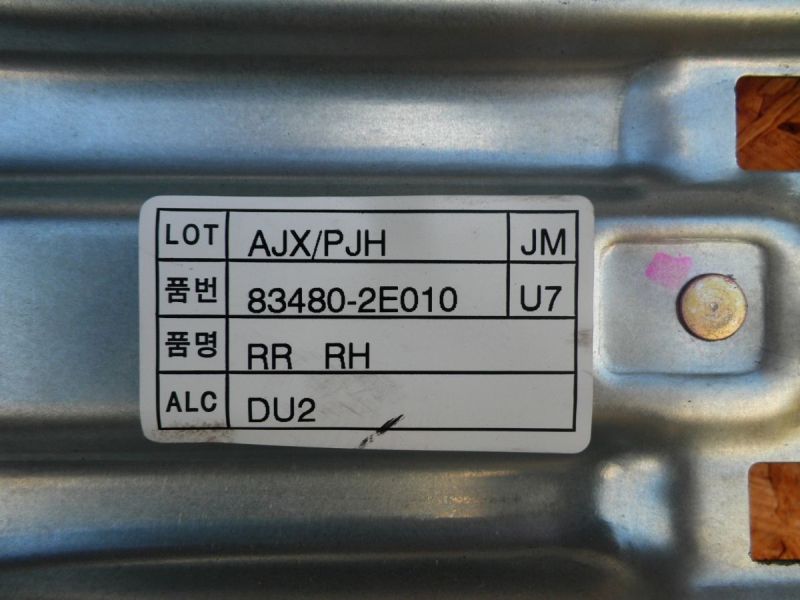 LOT AJX/PJH JM
품번 83480-2E010 U7
품명 RR RH
ALC DU2